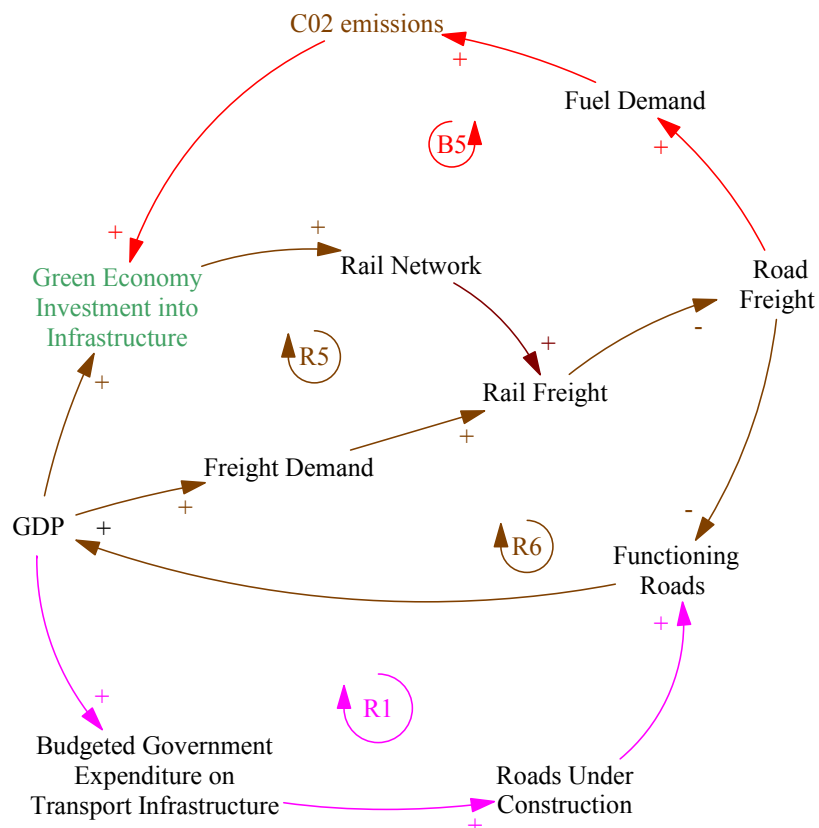 C02 emissions
+
Fuel Demand
B5
+
+
+
Green Economy
Investment into
Infrastructure
Rail Network
Road
Freight
R5
+
-
+
Rail Freight
+
Freight Demand
+
GDP
+
-
R6
Functioning
Roads
+
+
R1
Budgeted Government
Expenditure on
Transport Infrastructure
Roads Under
Construction
+